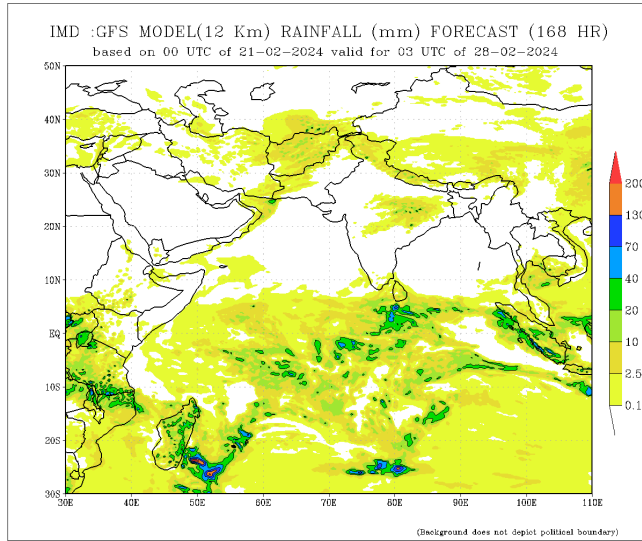 IMD :GFS MODEL(12 Km) RAINFALL (mm) FORECAST (168 HR)
based on 00 UTC of 21-02-2024 valid for 03 UTC of 28-02-2024
50N
40N
30N
20N
10N
EQ
10S
20S
30S
30E 40E 50E 60E 70E 80E 90E 100E 110E
200
130
70
40
30
10
2.5
0.1
(Background does not depict political boundary)